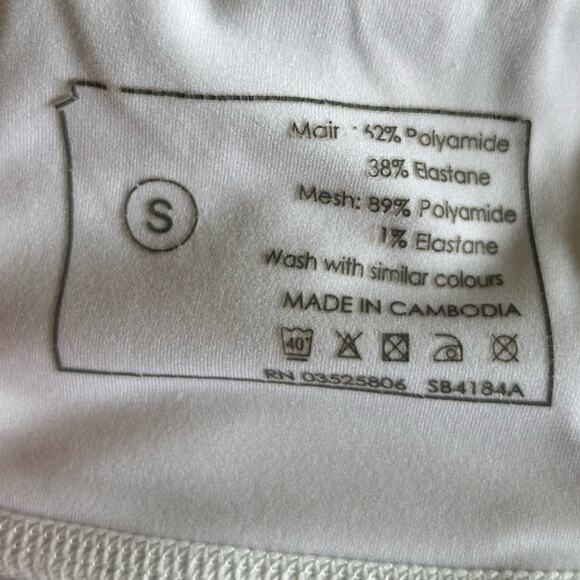 S
Mair 62% Polyamide
38% Elastane
Mesh: 89% Polyamide
1% Elastane
Wash with similar colours
MADE IN CAMBODIA
40°
RN 03525806 SB4184A